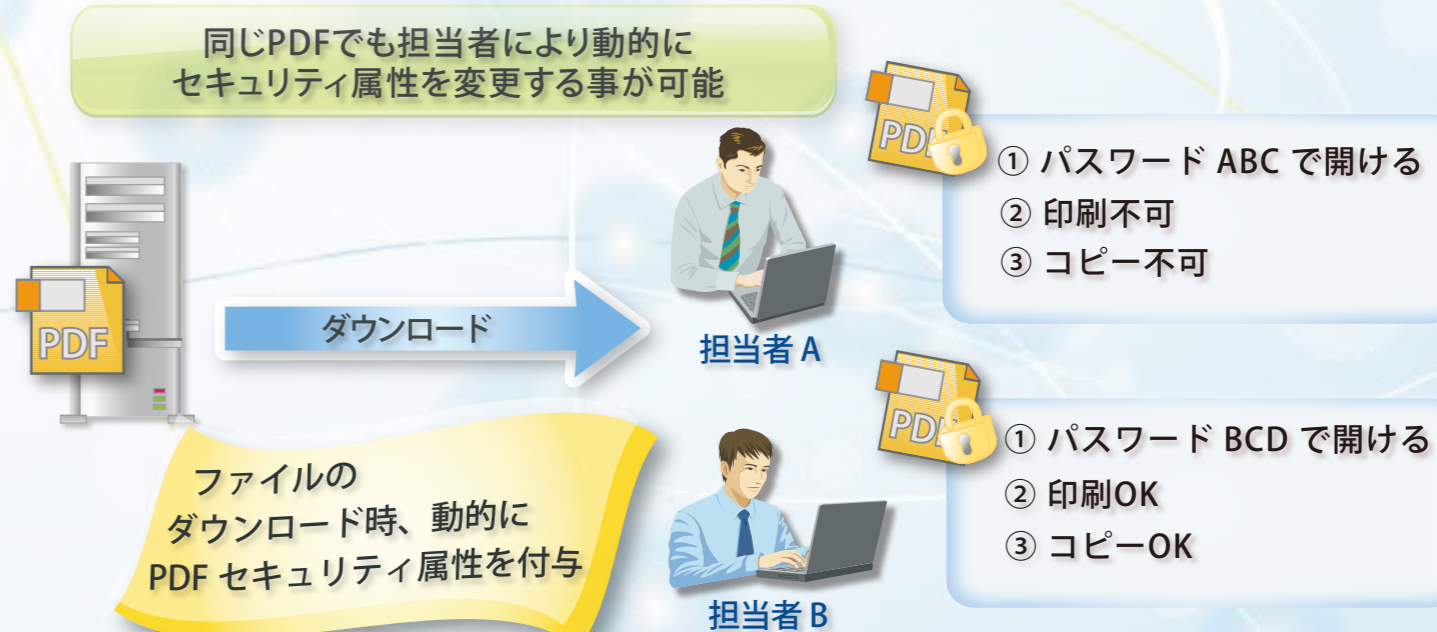 同じPDFでも担当者により動的に
セキュリティ属性を変更する事が可能
PDF
ダウンロード
ファイルの
ダウンロード時、動的に
PDF セキュリティ属性を付与
担当者 A
PDF
① パスワード ABC で開ける
② 印刷不可
③ コピー不可
担当者 B
PDF
① パスワード BCD で開ける
② 印刷OK
③ コピーOK